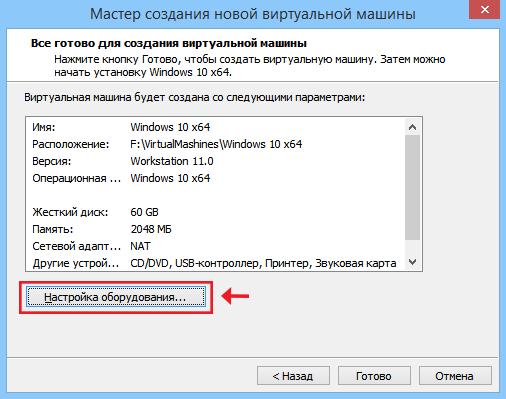 Мастер создания новой виртуальной машины
Все готово для создания виртуальной машины
Нажмите кнопку Готово, чтобы создать виртуальную машину. Затем можно
начать установку Windows 10 x64.
Виртуальная машина будет создана со следующими параметрами:
Имя: Windows 10 x64
Расположение: F:\VirtualMashines\Windows 10 x64
Версия: Workstation 11.0
Операционная ... Windows 10 x64
Жесткий диск: 60 GB
Память: 2048 МБ
Сетевой адапт... NAT
Другие устрой... CD/DVD, USB-контроллер, Принтер, Звуковая карта
Настройка оборудования...
< Назад Готово Отмена